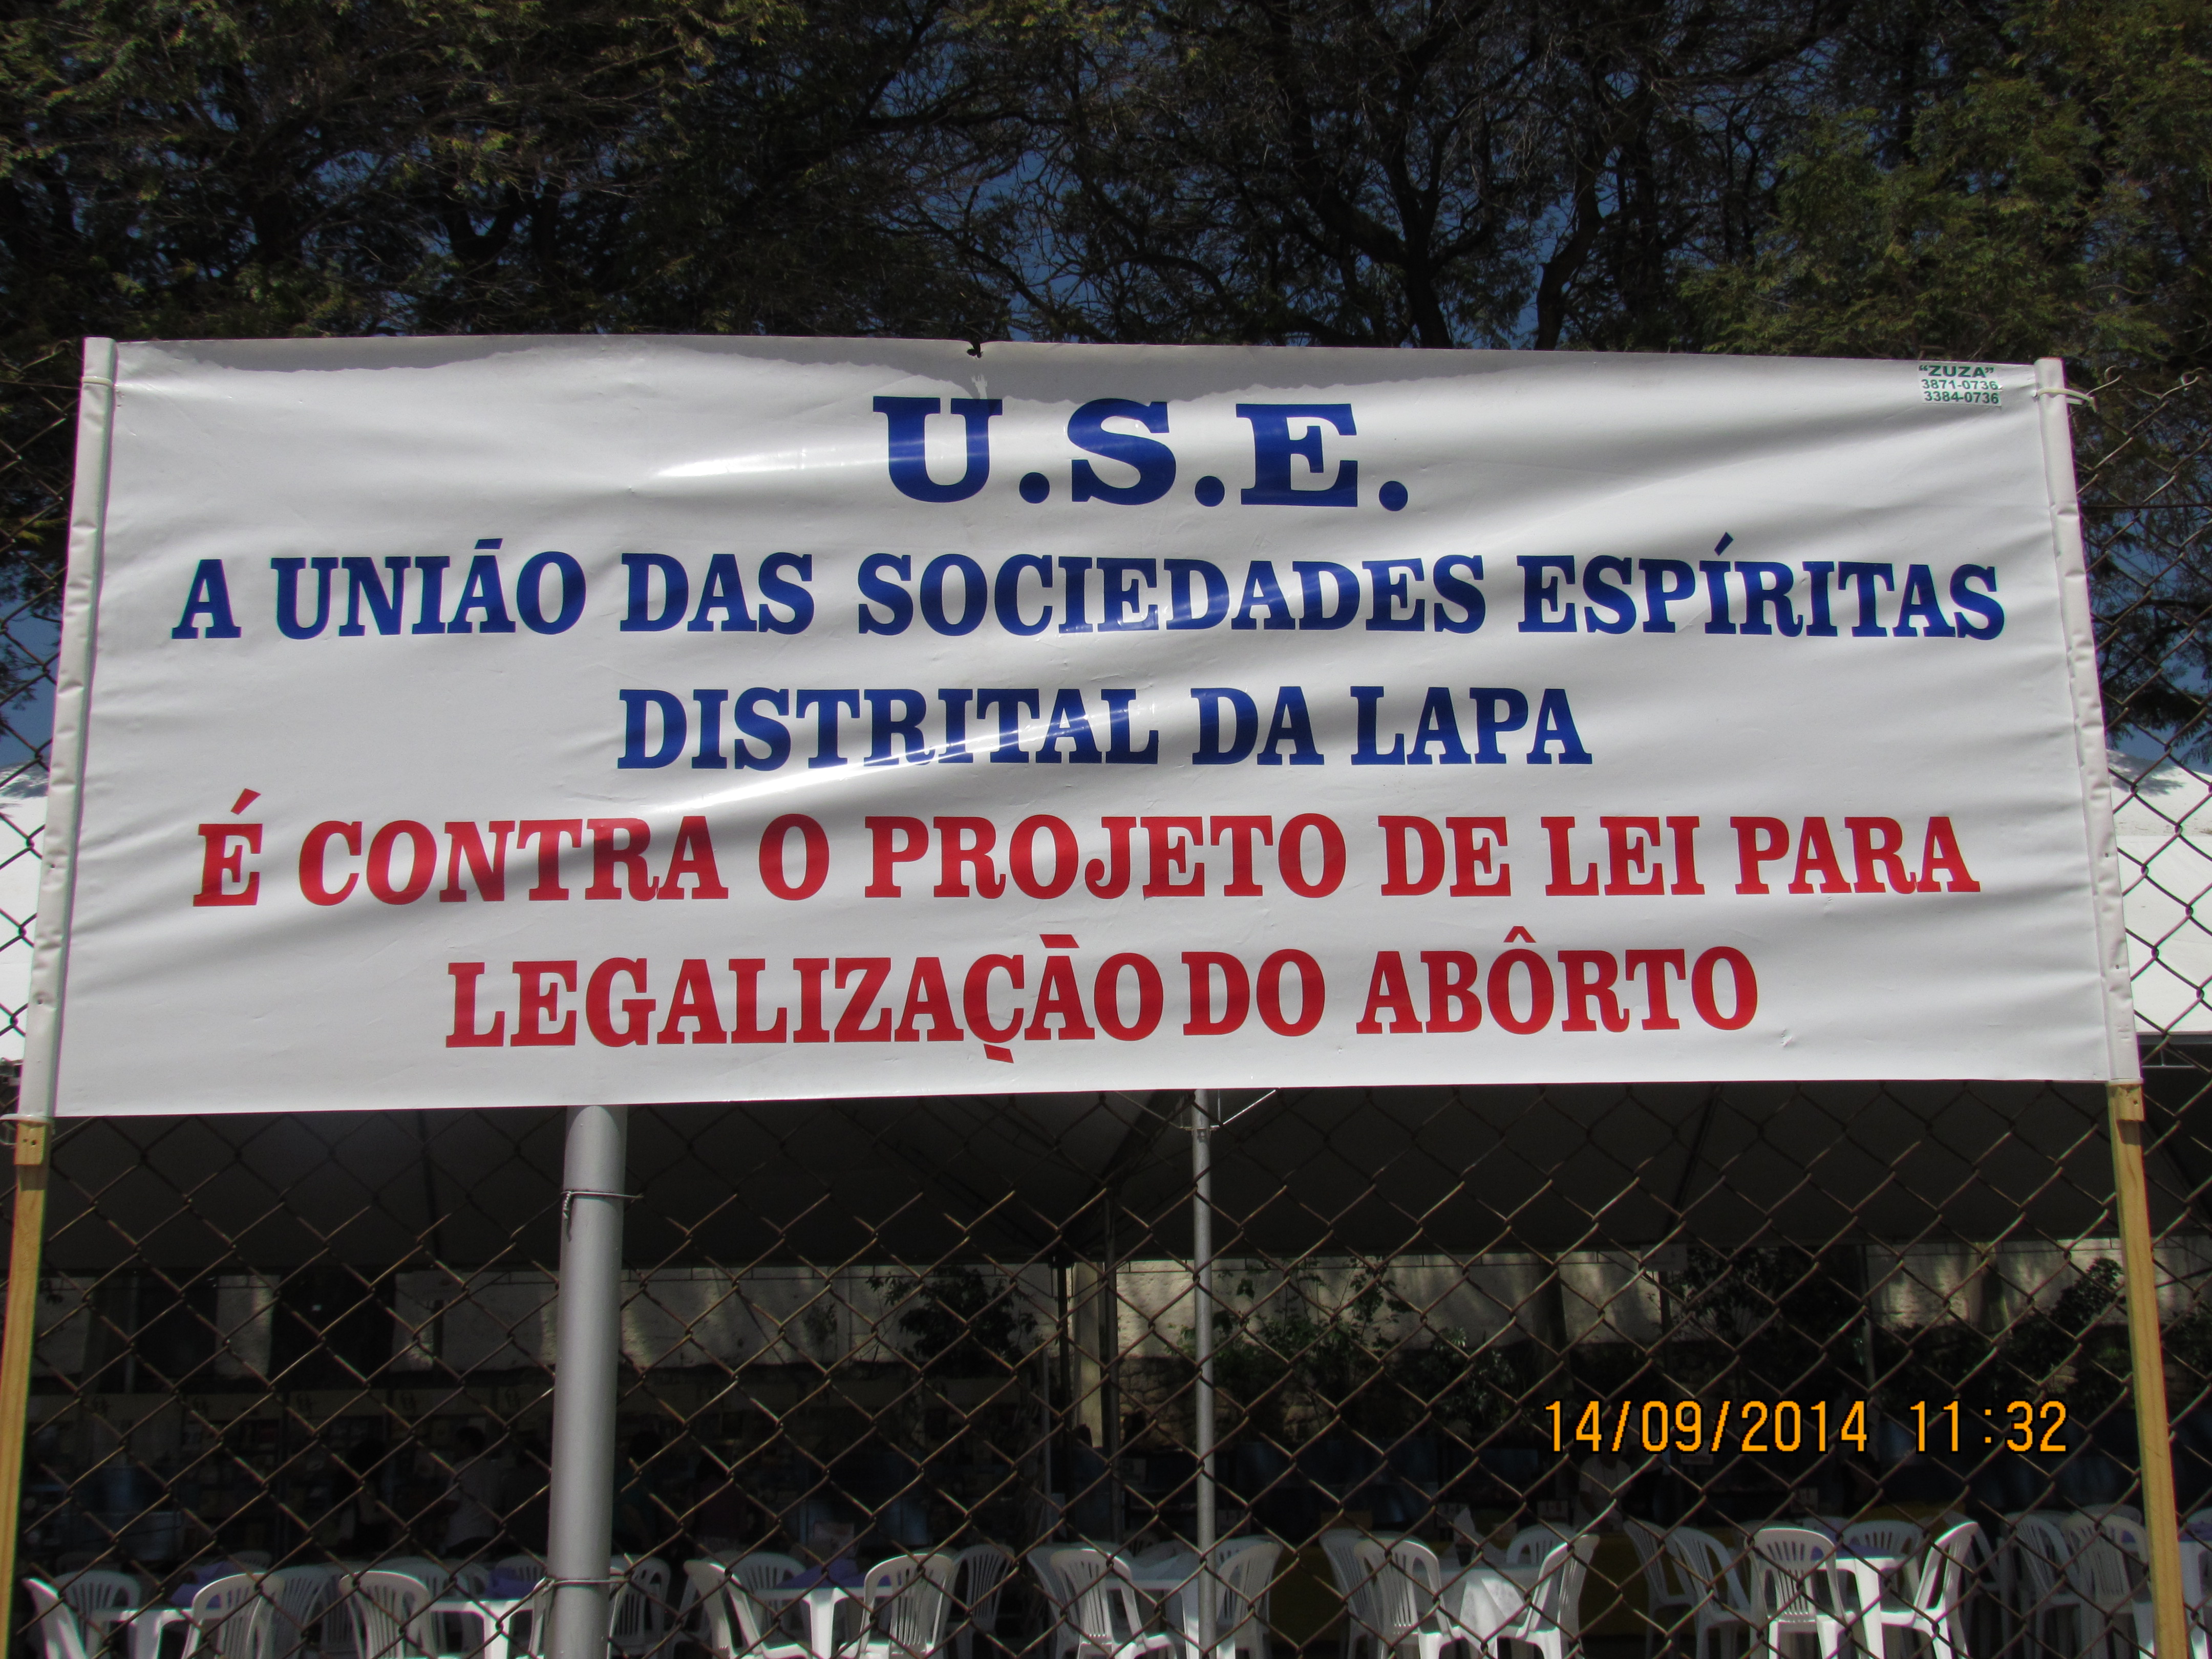 "ZUZA"
3871-0736
3384-0736
U.S.E.
A UNIÃO DAS SOCIEDADES ESPÍRITAS
DISTRITAL DA LAPA
É CONTRA O PROJETO DE LEI PARA
LEGALIZAÇÃO DO ABÔRTO
14/09/2014 11:32